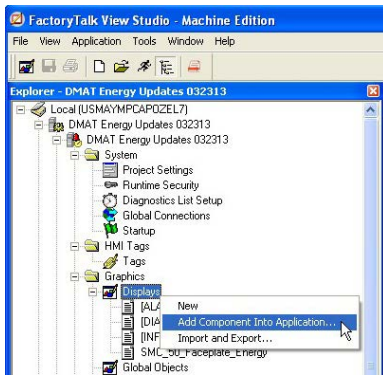 FactoryTalk View Studio - Machine Edition
File View Application Tools Window Help
Explorer - DMAT Energy Updates 032313
Local (USMAYMPCAPOZEL7)
DMAT Energy Updates 032313
DMAT Energy Updates 032313
System
Project Settings
Runtime Security
Diagnostics List Setup
Global Connections
Startup
HMI Tags
Tags
Graphics
Displays
[ALA
New
[DIA
Add Component Into Application...
[INF
Import and Export...
SMC_50_Faceplate_Energy
Global Objects